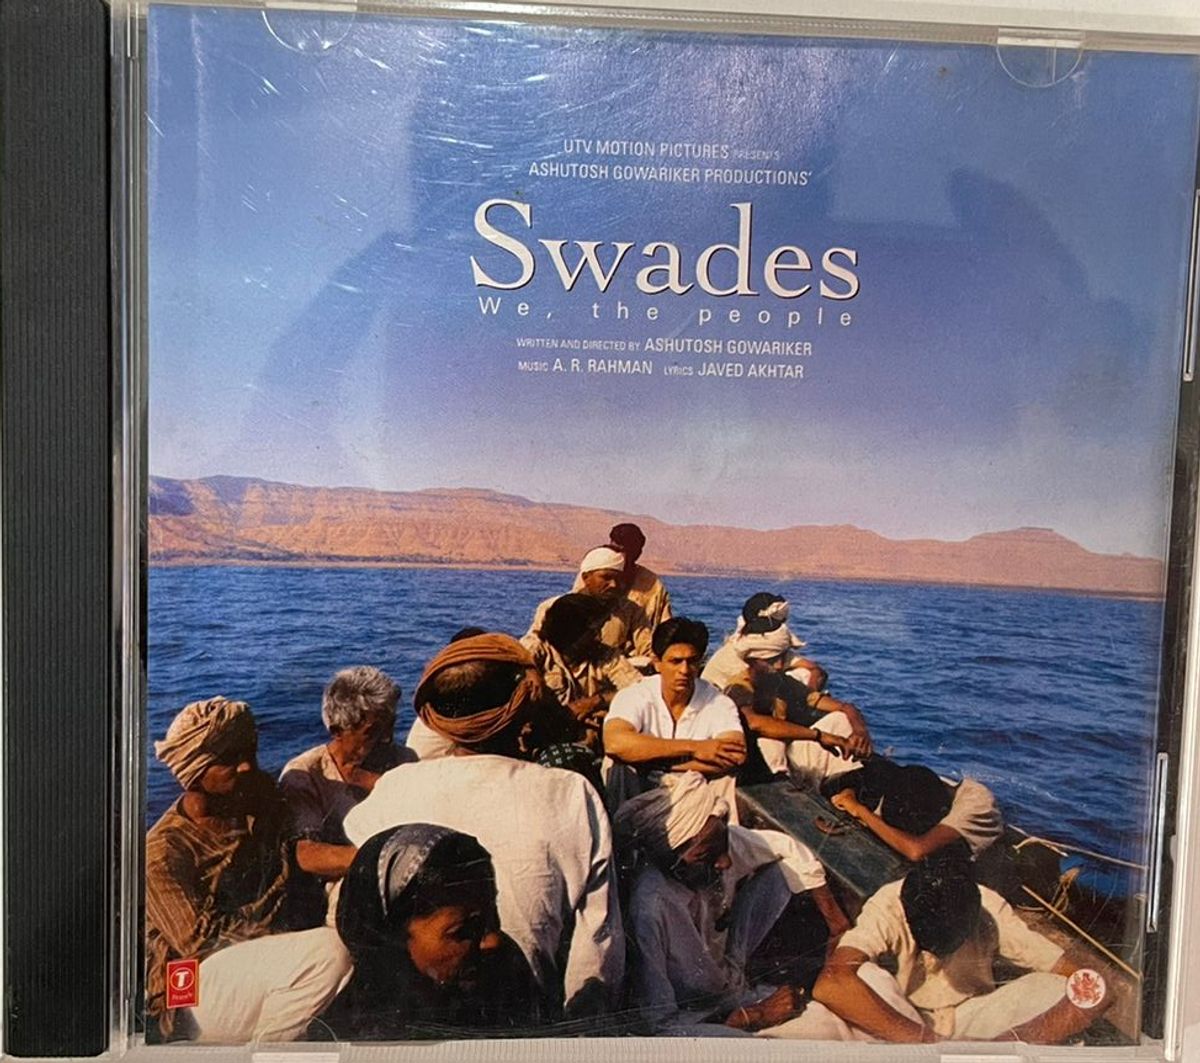 UTV MOTION PICTURES PRESENTS
ASHUTOSH GOWARIKER PRODUCTIONS'
Swades
We, the people
WRITTEN AND DIRECTED BY ASHUTOSH GOWARIKER
MUSIC A. R. RAHMAN LYRICS JAVED AKHTAR
T